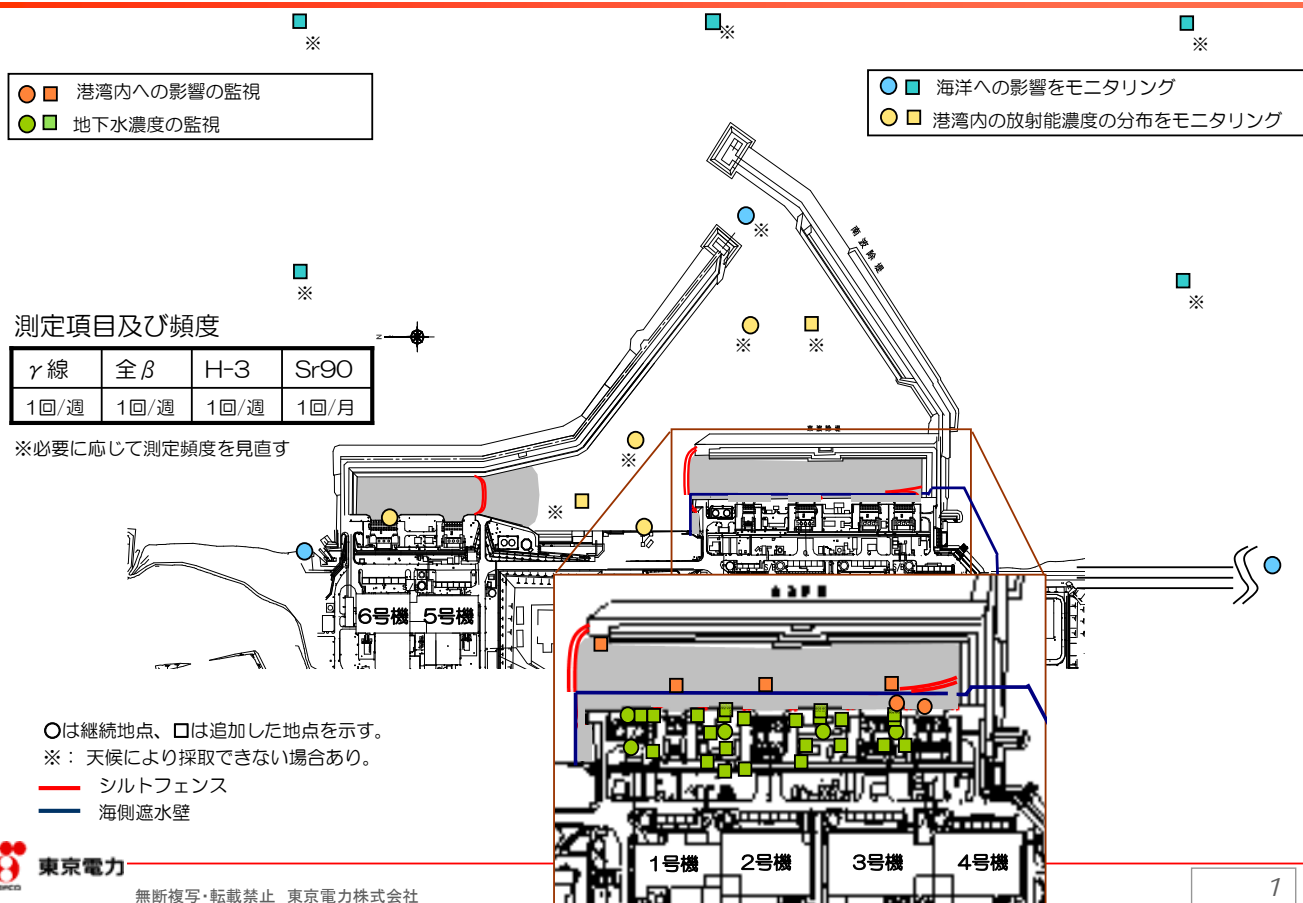 ※
※
※
●■ 港湾内への影響の監視
●■ 地下水濃度の監視
●■ 海洋への影響をモニタリング
●■ 港湾内の放射能濃度の分布をモニタリング
※
南波除堤
※
※
測定項目及び頻度
N
※
※
γ線 全β H-3 Sr90
1回/週 1回/週 1回/週 1回/月
※必要に応じて測定頻度を見直す
※
※
6号機 5号機
○は継続地点、□は追加した地点を示す。
※：天候により採取できない場合あり。
シルトフェンス
海側遮水壁
1号機 2号機 3号機 4号機
東京電力
無断複写・転載禁止 東京電力株式会社
1